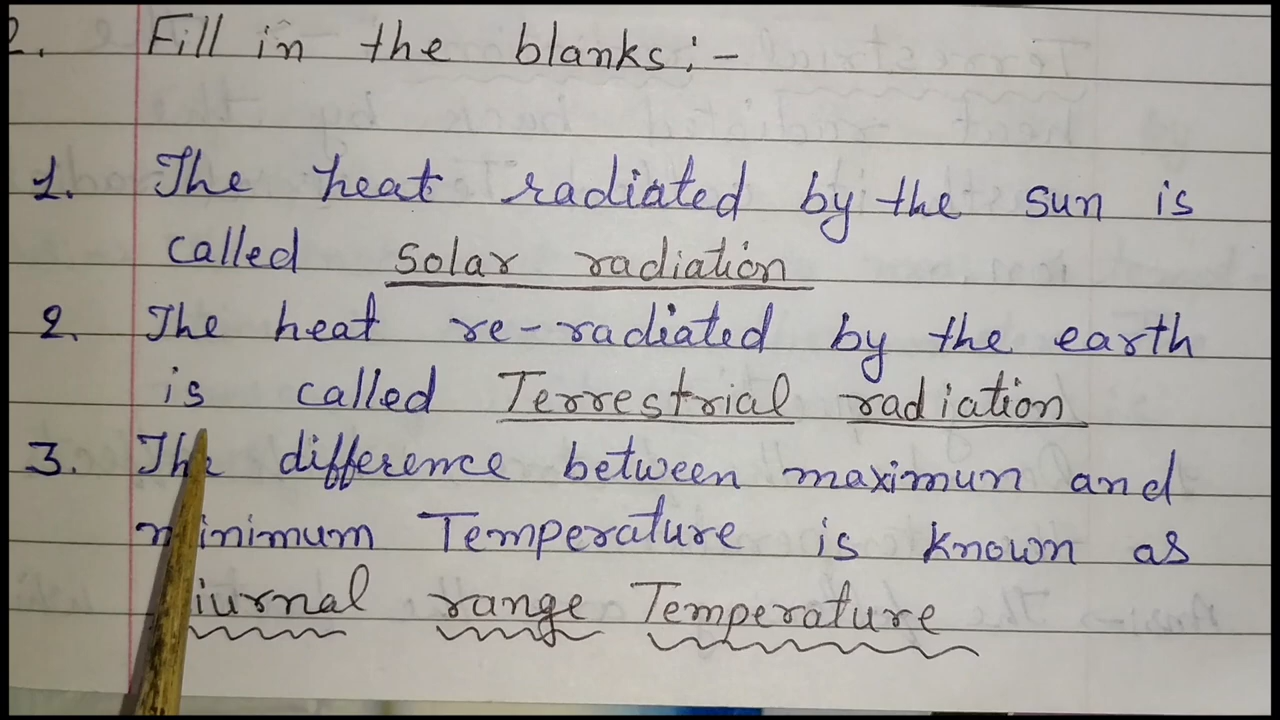 2. Fill in the blanks:-
1. The heat radiated by the sun is
called solar radiation
2. The heat re-radiated by the earth
is called Terrestrial radiation
3. The difference between maximun and
minimum Temperature is known as
iurnal range Temperature